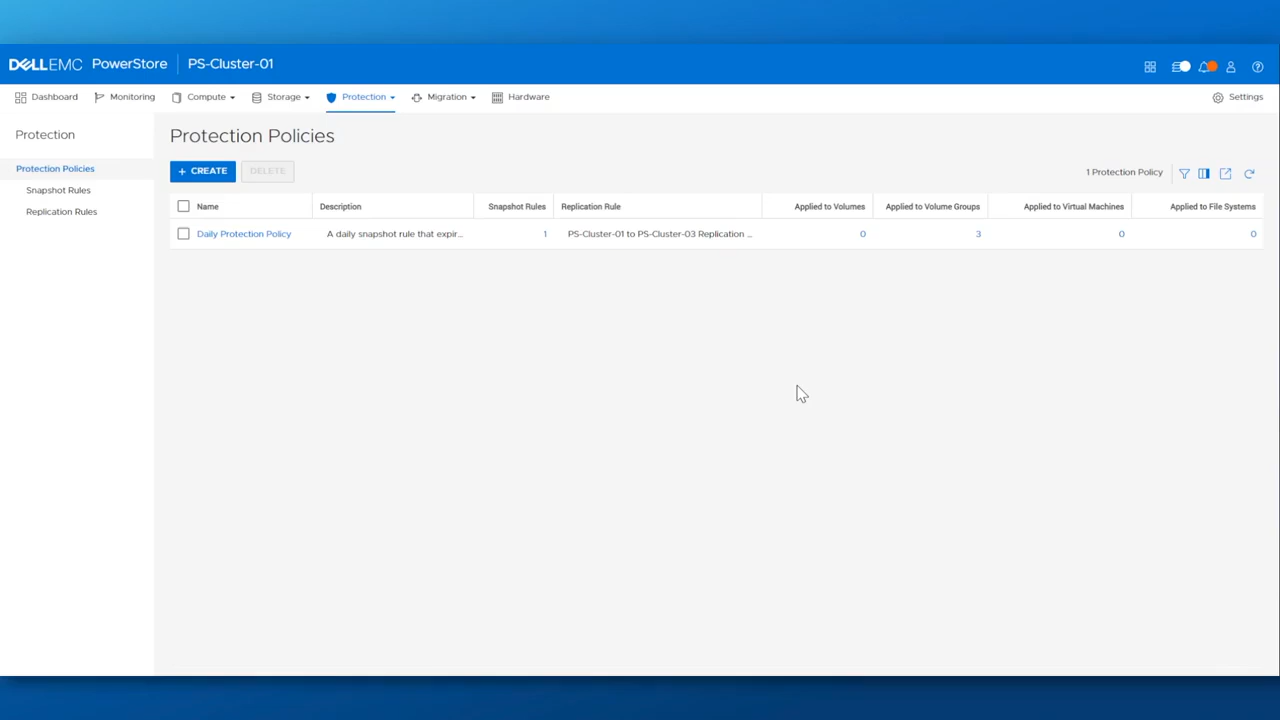 DELLEMC PowerStore PS-Cluster-01
Dashboard Monitoring Compute Storage Protection Migration Hardware Settings
Protection
Protection Policies
Snapshot Rules
Replication Rules
Protection Policies
+ CREATE DELETE 1 Protection Policy
Name Description Snapshot Rules Replication Rule Applied to Volumes Applied to Volume Groups Applied to Virtual Machines Applied to File Systems
Daily Protection Policy A daily snapshot rule that expir... 1 PS-Cluster-01 to PS-Cluster-03 Replication ... 0 3 0 0